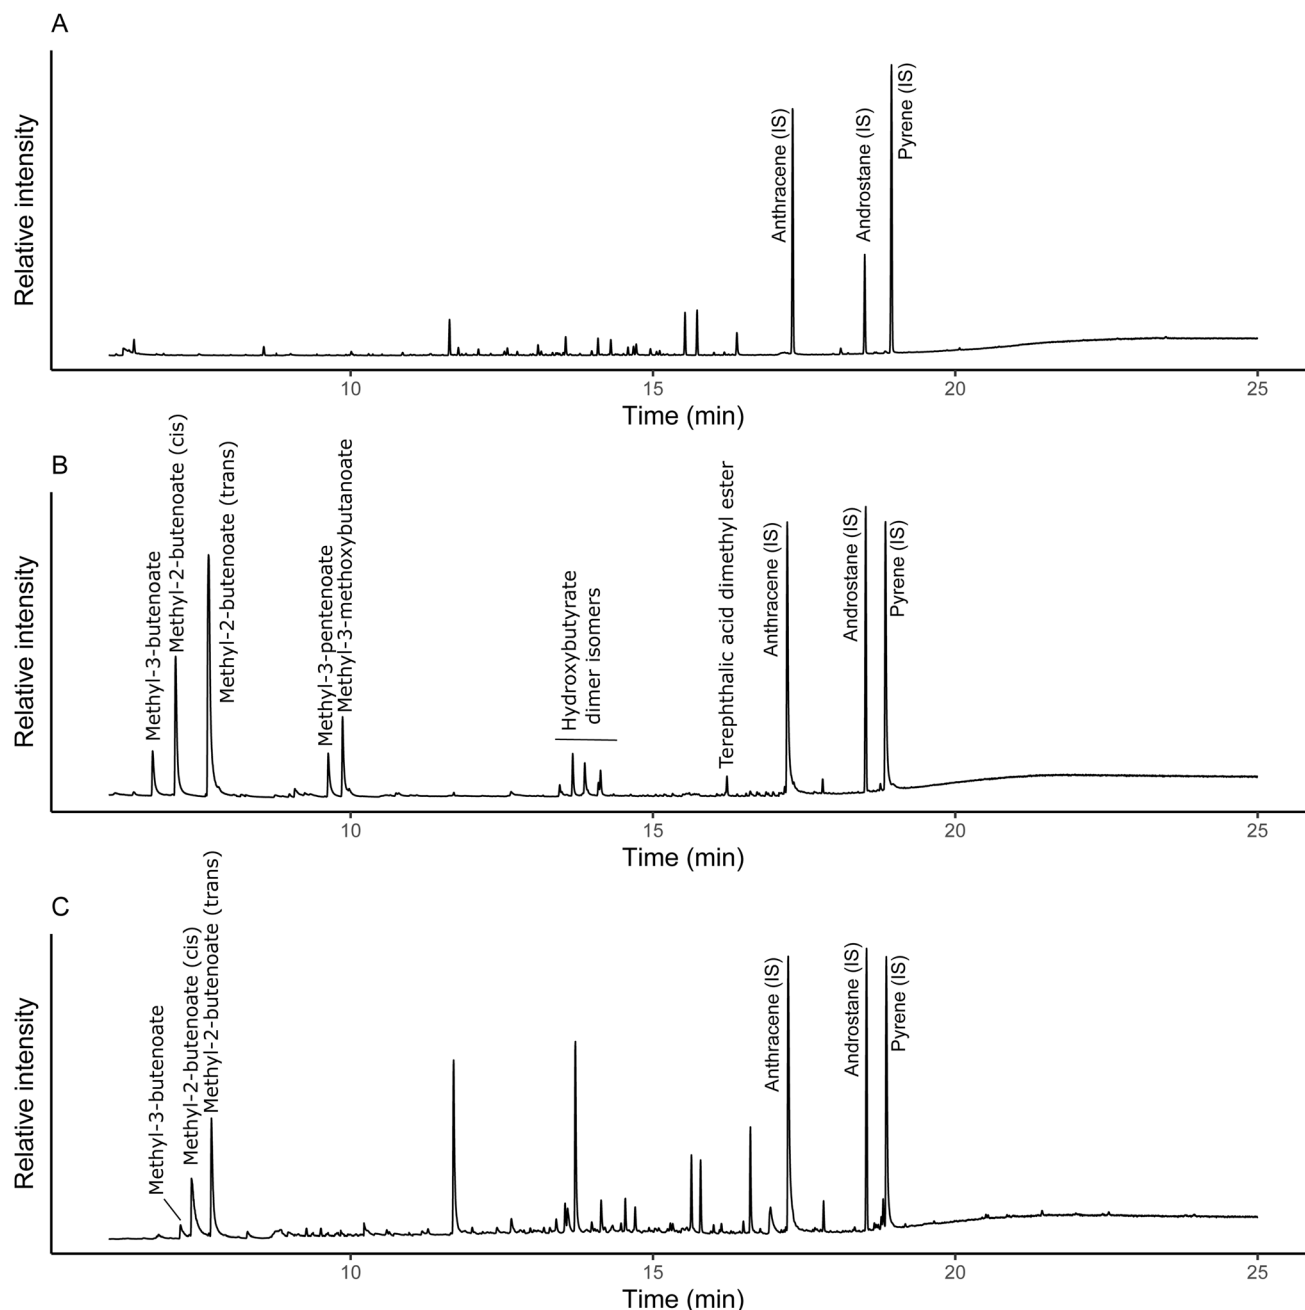 A
Relative intensity
Anthracene (IS)
Androstane (IS)
Pyrene (IS)
10
15
20
25
Time (min)
B
Relative intensity
Methyl-3-butenoate
Methyl-2-butenoate (cis)
Methyl-2-butenoate (trans)
Methyl-3-pentenoate
Methyl-3-methoxybutanoate
Hydroxybutyrate
dimer isomers
Terephthalic acid dimethyl ester
Anthracene (IS)
Androstane (IS)
Pyrene (IS)
10
15
20
25
Time (min)
C
Relative intensity
Methyl-3-butenoate
Methyl-2-butenoate (cis)
Methyl-2-butenoate (trans)
Anthracene (IS)
Androstane (IS)
Pyrene (IS)
10
15
20
25
Time (min)